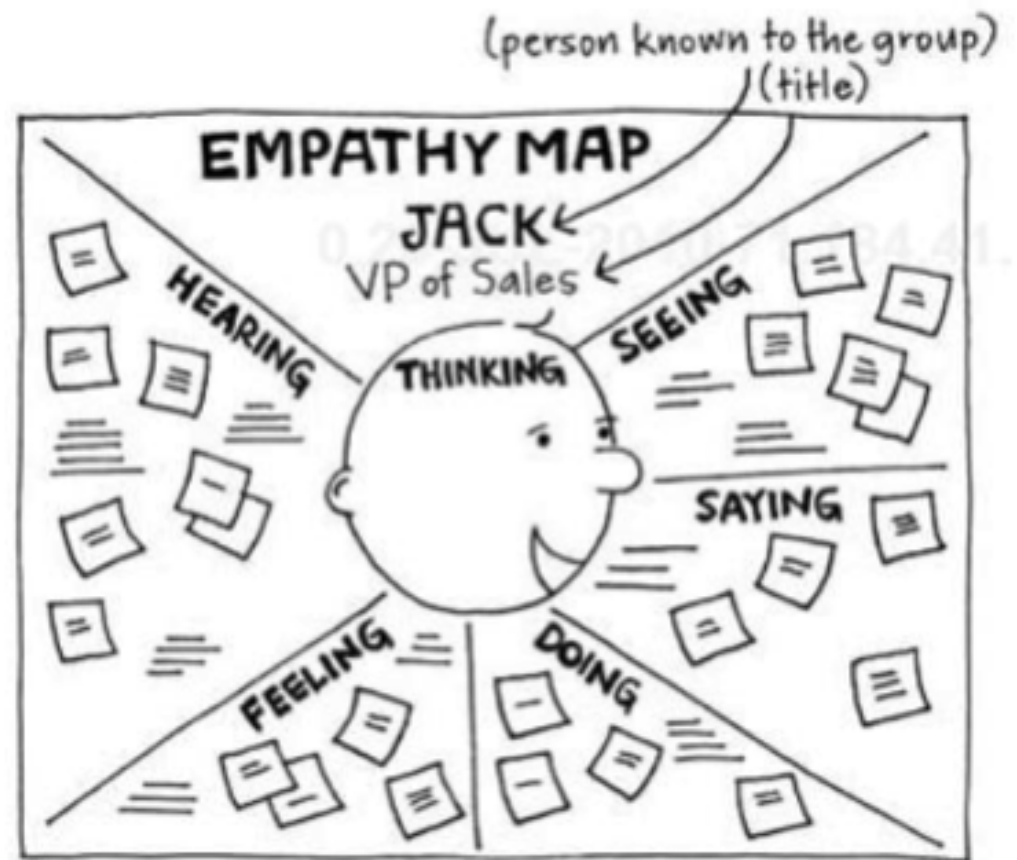 (person known to the group)
(title)
EMPATHY MAP
JACK
VP of Sales
HEARING
THINKING
SEEING
SAYING
FEELING
DOING